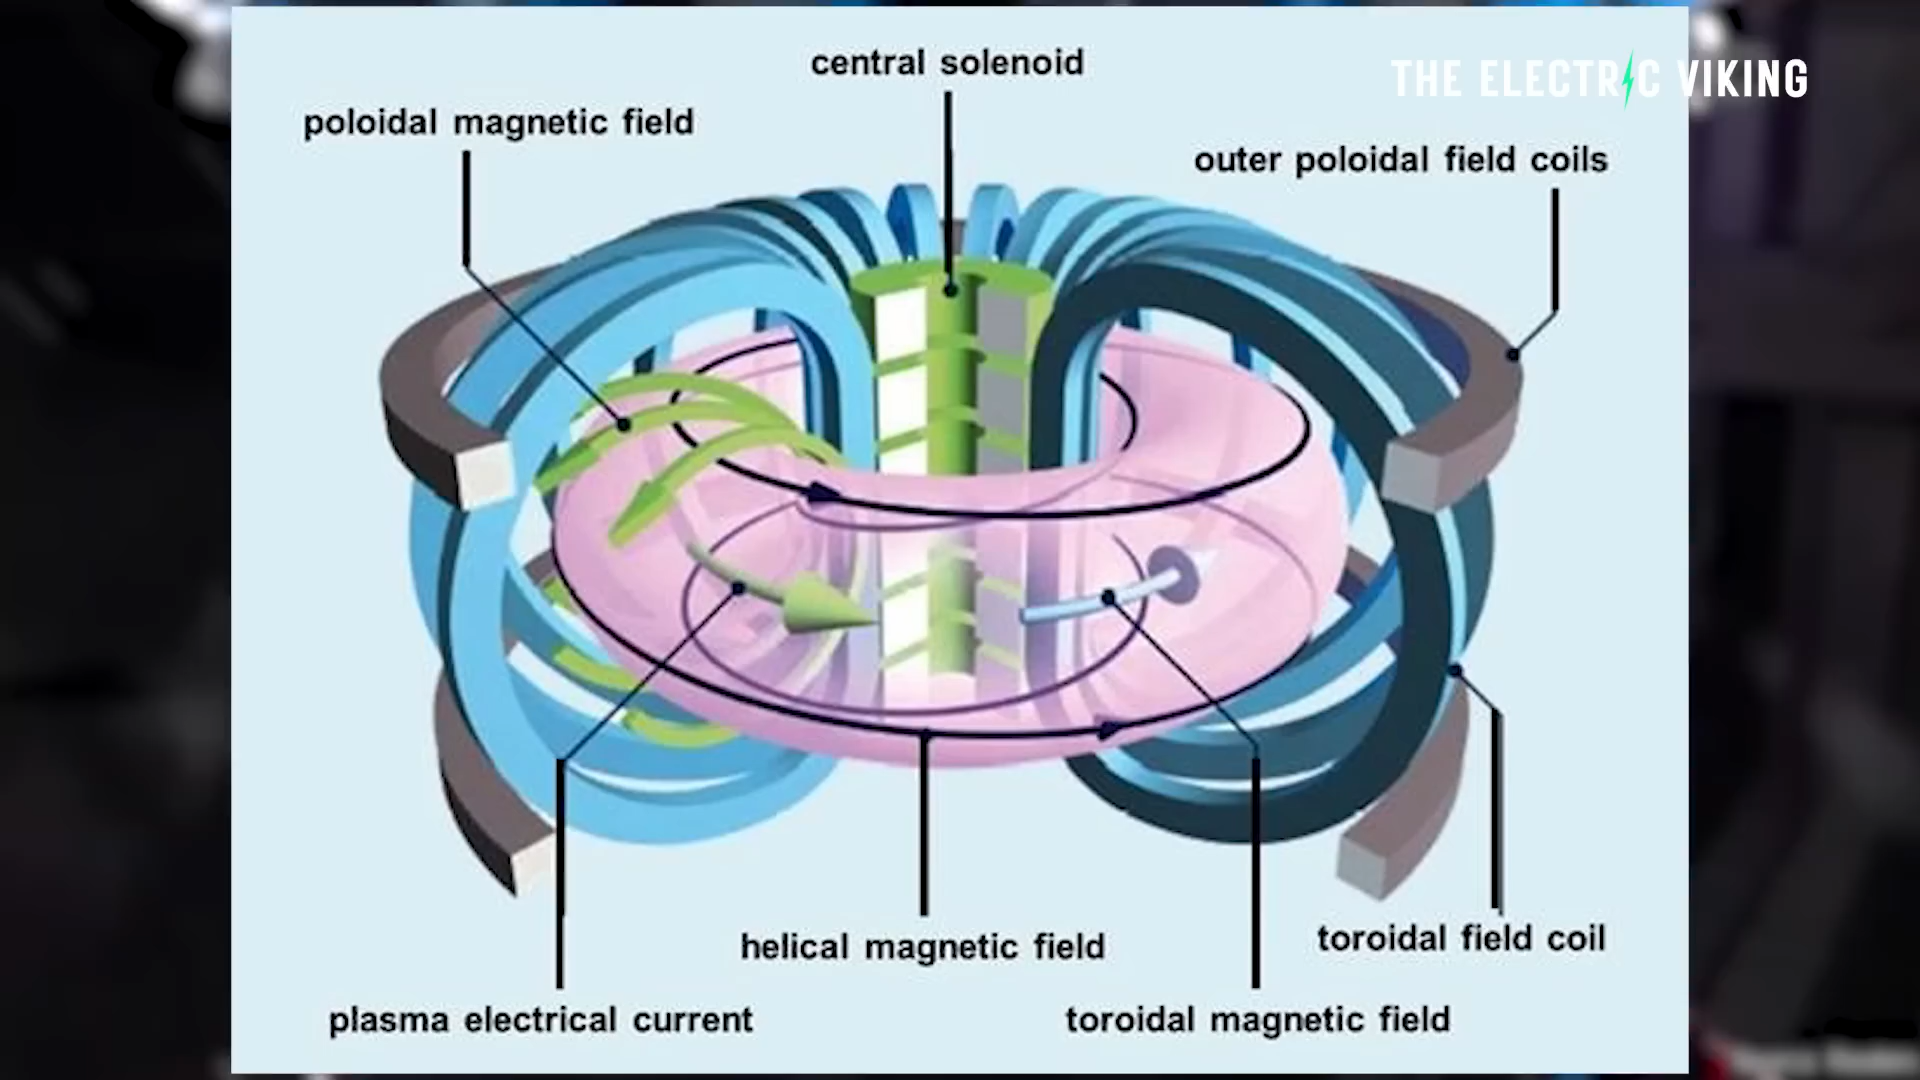 central solenoid
THE ELECTRIC VIKING
poloidal magnetic field
outer poloidal field coils
helical magnetic field
toroidal field coil
plasma electrical current
toroidal magnetic field